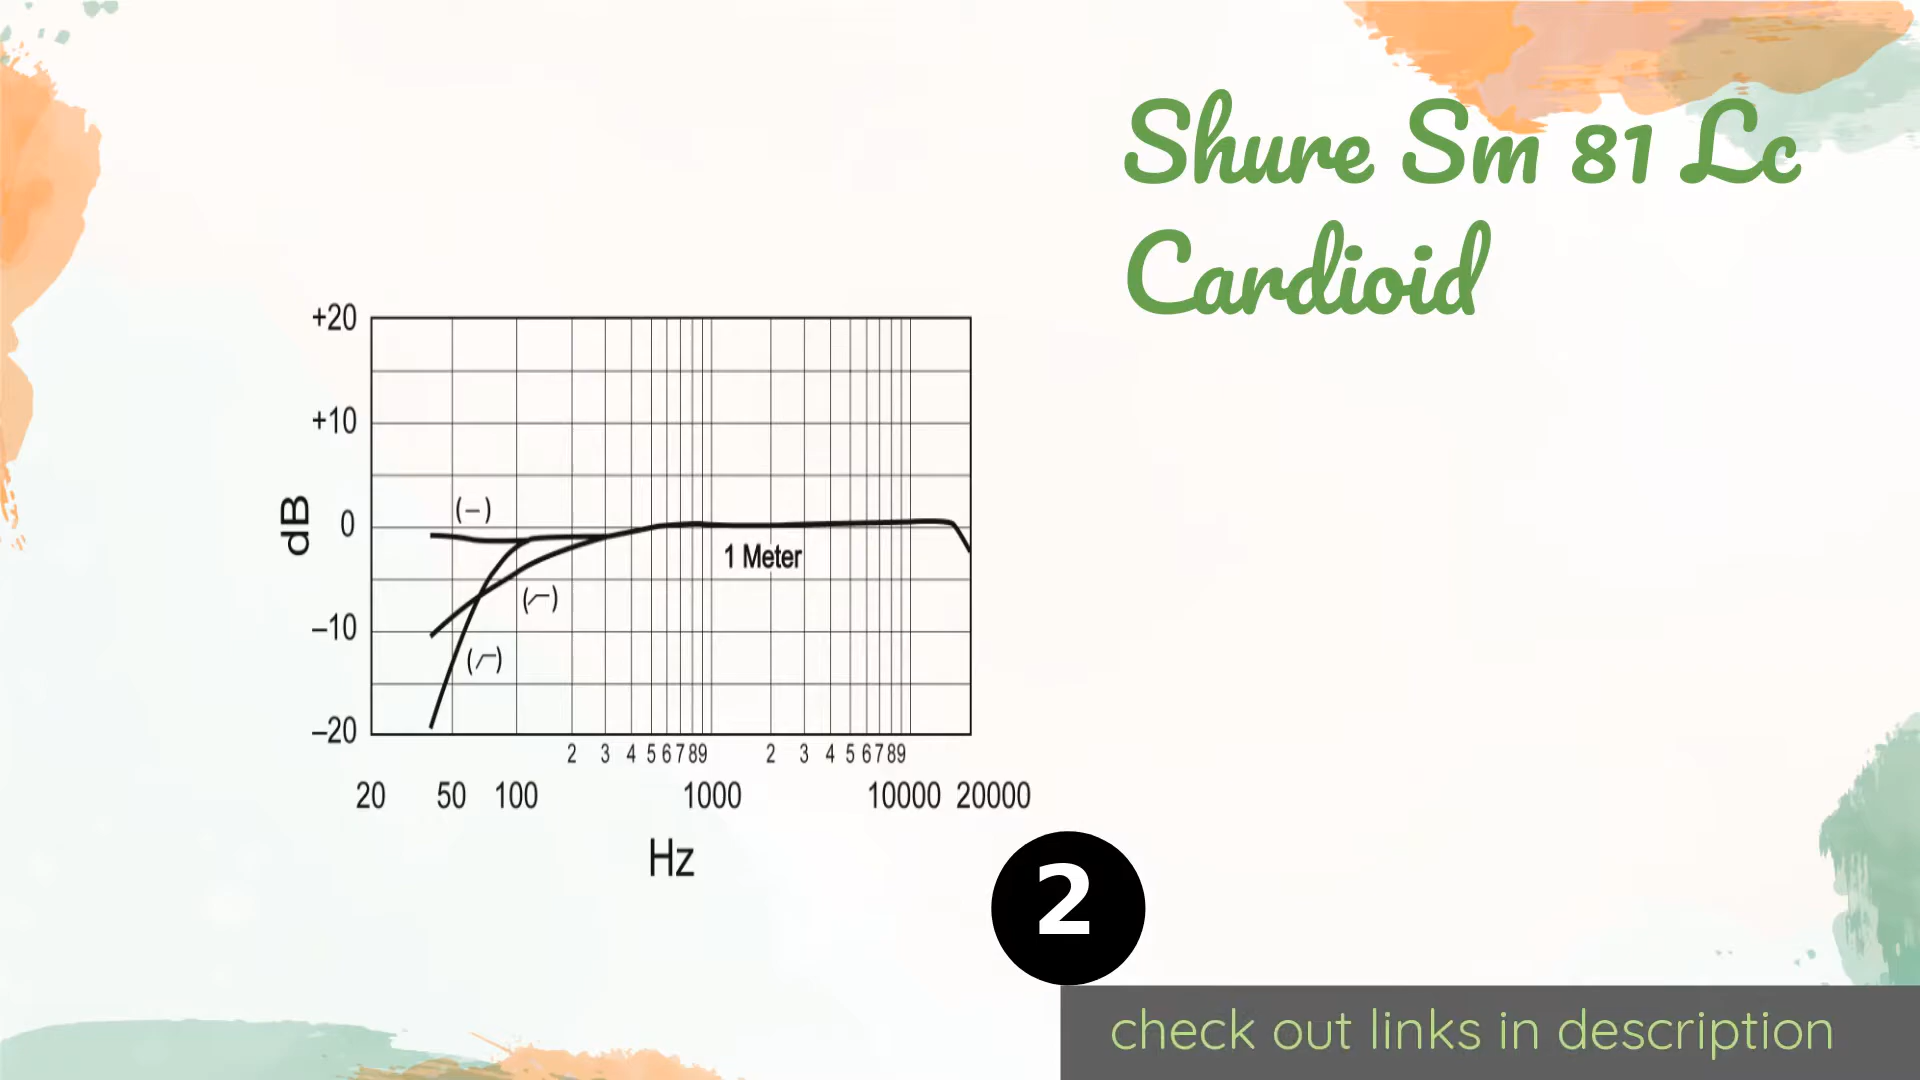 Shure Sm 81 Lc
Cardioid
+20
+10
0
–10
–20
dB
(–)
1 Meter
2 3 4 5 6 7 8 9 2 3 4 5 6 7 8 9
20 50 100 1000 10000 20000
Hz
2
check out links in description